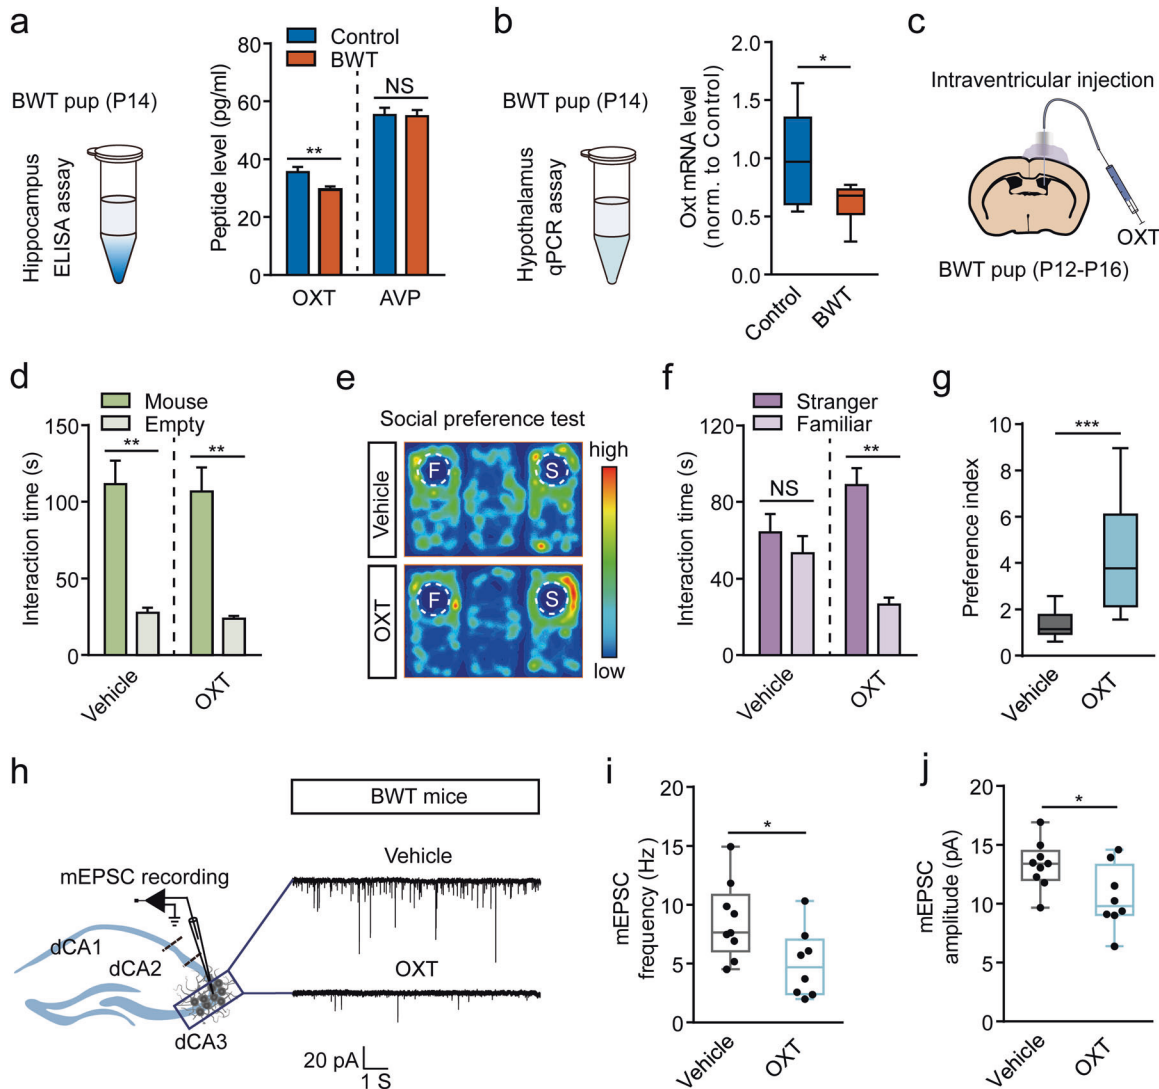 a
BWT pup (P14)
Hippocampus
ELISA assay
Control
BWT
Peptide level (pg/ml)
80
60
40
20
0
**
NS
OXT
AVP
b
BWT pup (P14)
Hypothalamus
qPCR assay
Oxt mRNA level
(norm. to Control)
2.0
1.5
1.0
0.5
0.0
*
Control
BWT
c
Intraventricular injection
OXT
BWT pup (P12-P16)
d
Mouse
Empty
Interaction time (s)
150
100
50
0
**
**
Vehicle
OXT
e
Social preference test
Vehicle
F
S
OXT
F
S
high
low
f
Stranger
Familiar
Interaction time (s)
120
80
40
0
NS
**
Vehicle
OXT
g
Preference index
10
8
6
4
2
0
***
Vehicle
OXT
h
BWT mice
Vehicle
mEPSC recording
dCA1
dCA2
dCA3
OXT
20 pA
1 S
i
mEPSC
frequency (Hz)
20
15
10
5
0
*
Vehicle
OXT
j
mEPSC
amplitude (pA)
20
15
10
5
0
*
Vehicle
OXT